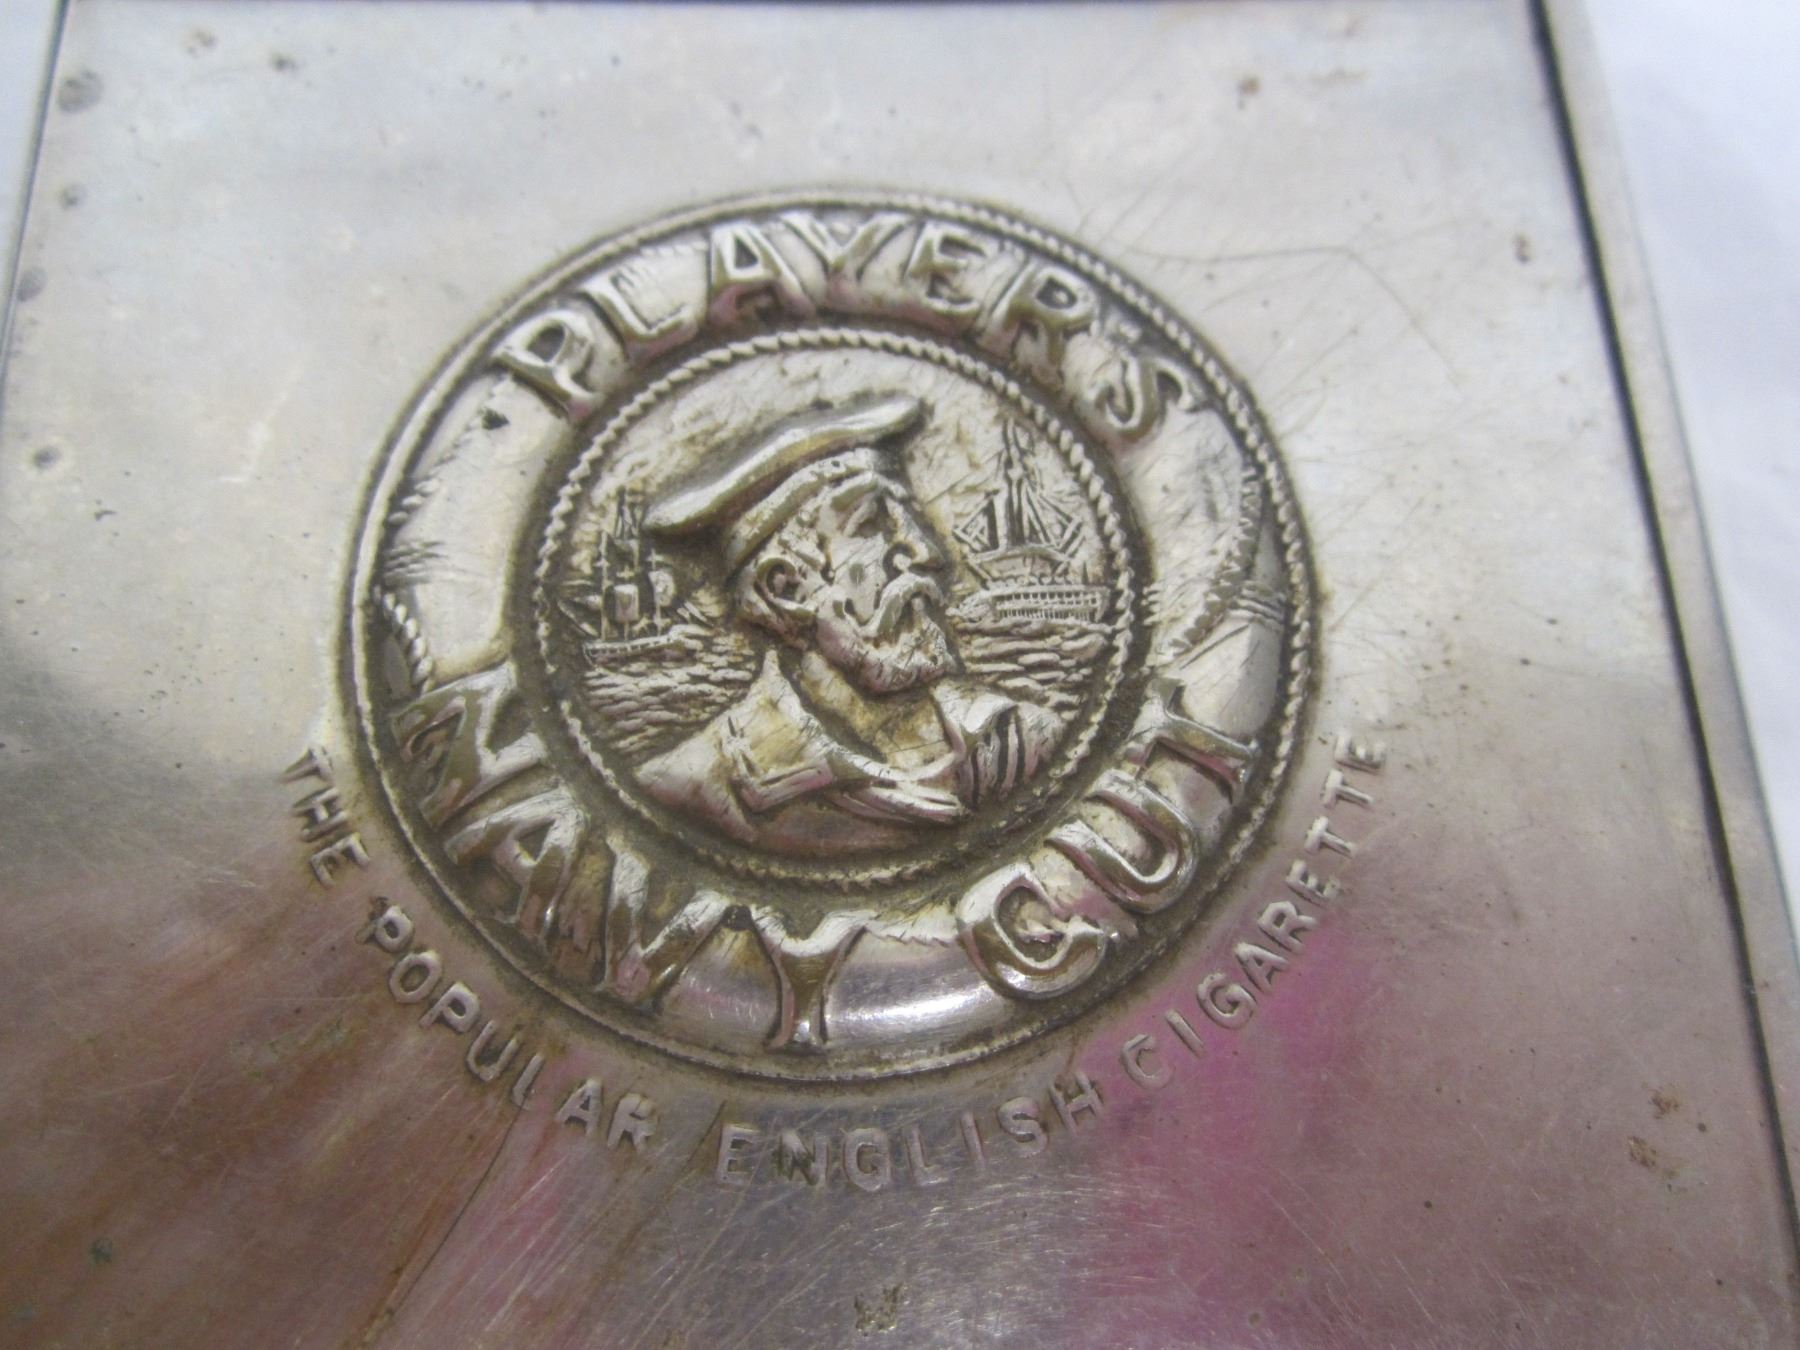 PLAYER'S
NAVY CUT
THE POPULAR ENGLISH CIGARETTE